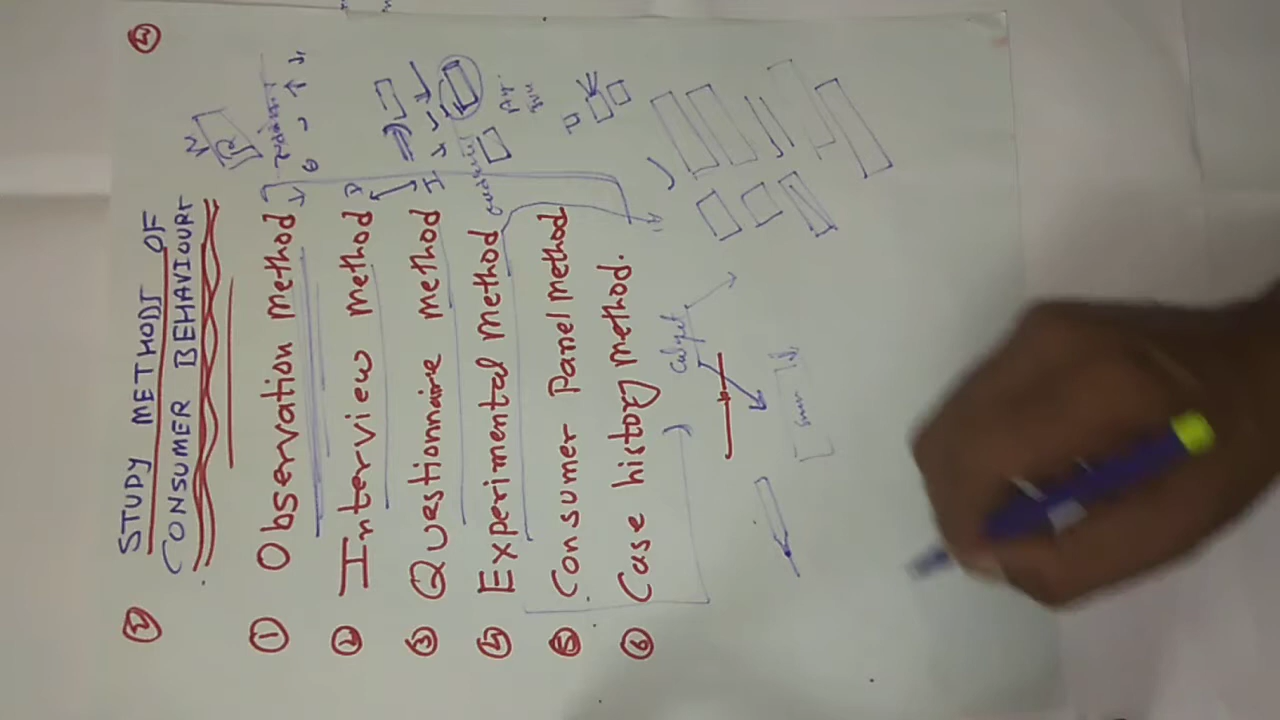 STUDY METHODS OF
CONSUMER BEHAVIOURT
① Observation Method
② Interview Method
③ Questionnaire method
④ Experimental Method
⑤ Consumer Panel method
⑥ Case history method.